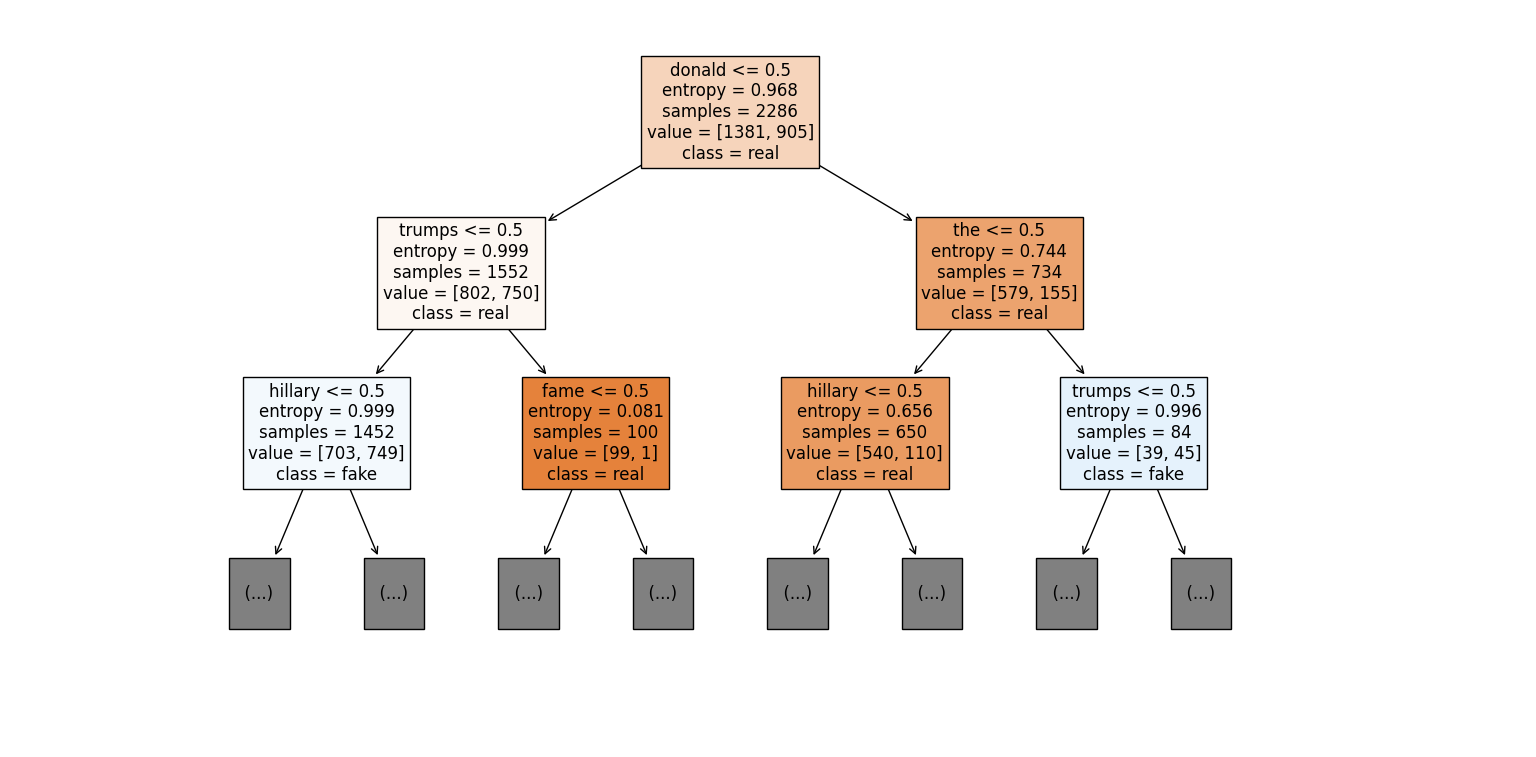 donald <= 0.5
entropy = 0.968
samples = 2286
value = [1381, 905]
class = real
trumps <= 0.5
entropy = 0.999
samples = 1552
value = [802, 750]
class = real
the <= 0.5
entropy = 0.744
samples = 734
value = [579, 155]
class = real
hillary <= 0.5
entropy = 0.999
samples = 1452
value = [703, 749]
class = fake
fame <= 0.5
entropy = 0.081
samples = 100
value = [99, 1]
class = real
hillary <= 0.5
entropy = 0.656
samples = 650
value = [540, 110]
class = real
trumps <= 0.5
entropy = 0.996
samples = 84
value = [39, 45]
class = fake
(...)
(...)
(...)
(...)
(...)
(...)
(...)
(...)